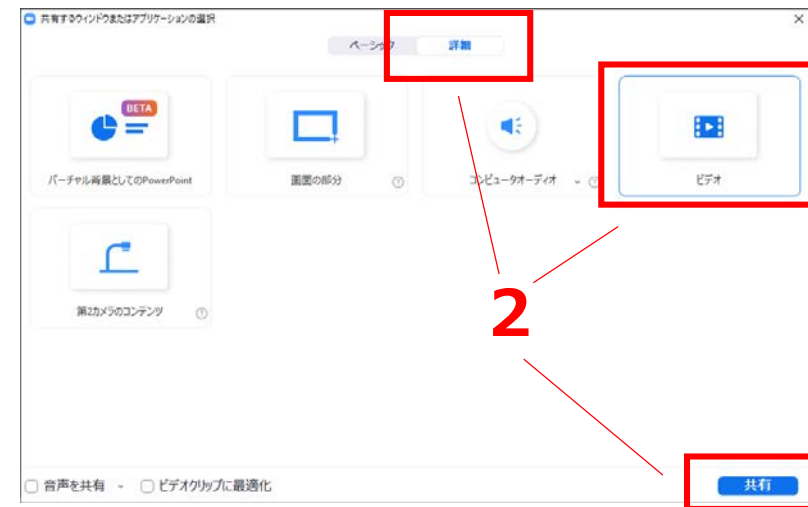 共有するウィンドウまたはアプリケーションの選択
ベーシック 詳細
BETA
バーチャル背景としてのPowerPoint
画面の部分
コンピュータオーディオ
ビデオ
第2カメラのコンテンツ
2
音声を共有 ビデオクリップに最適化
共有